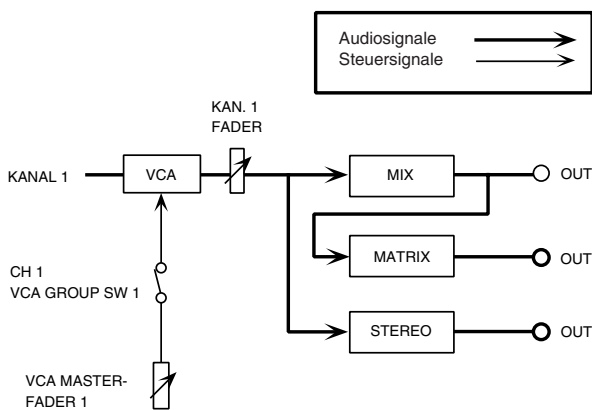 Audiosignale
Steuersignale
KAN. 1
FADER
KANAL 1
VCA
MIX
OUT
MATRIX
OUT
CH 1
VCA GROUP SW 1
STEREO
OUT
VCA MASTER-
FADER 1